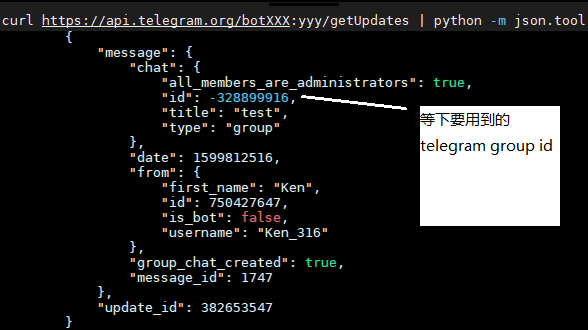 curl https://api.telegram.org/botXXX:yyy/getUpdates | python -m json.tool
{
"message": {
"chat": {
"all_members_are_administrators": true,
"id": -328899916,
"title": "test",
"type": "group"
},
"date": 1599812516,
"from": {
"first_name": "Ken",
"id": 750427647,
"is_bot": false,
"username": "Ken_316"
},
"group_chat_created": true,
"message_id": 1747
},
"update_id": 382653547
}
等下要用到的
telegram group id